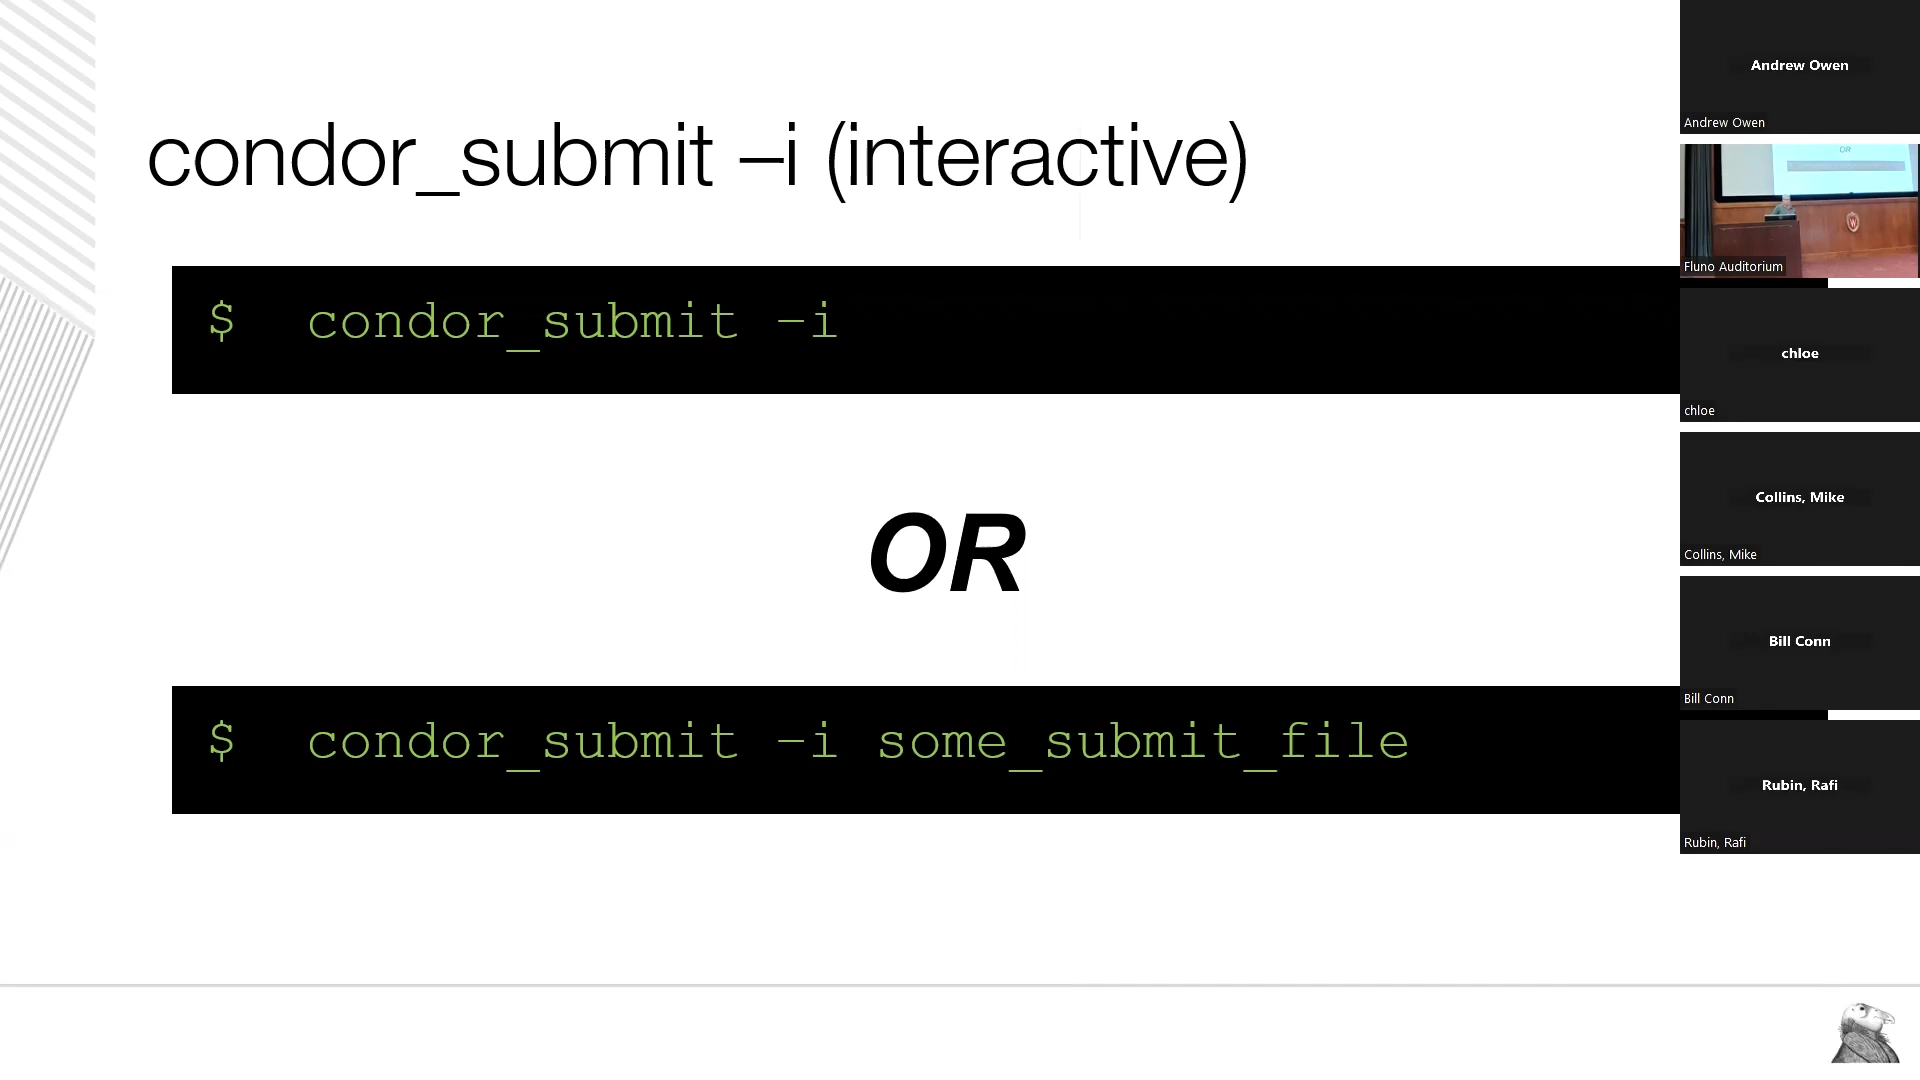 condor_submit –i (interactive)
$ condor_submit –i
OR
$ condor_submit –i some_submit_file
Andrew Owen
Andrew Owen
OR
Fluno Auditorium
chloe
chloe
Collins, Mike
Collins, Mike
Bill Conn
Bill Conn
Rubin, Rafi
Rubin, Rafi